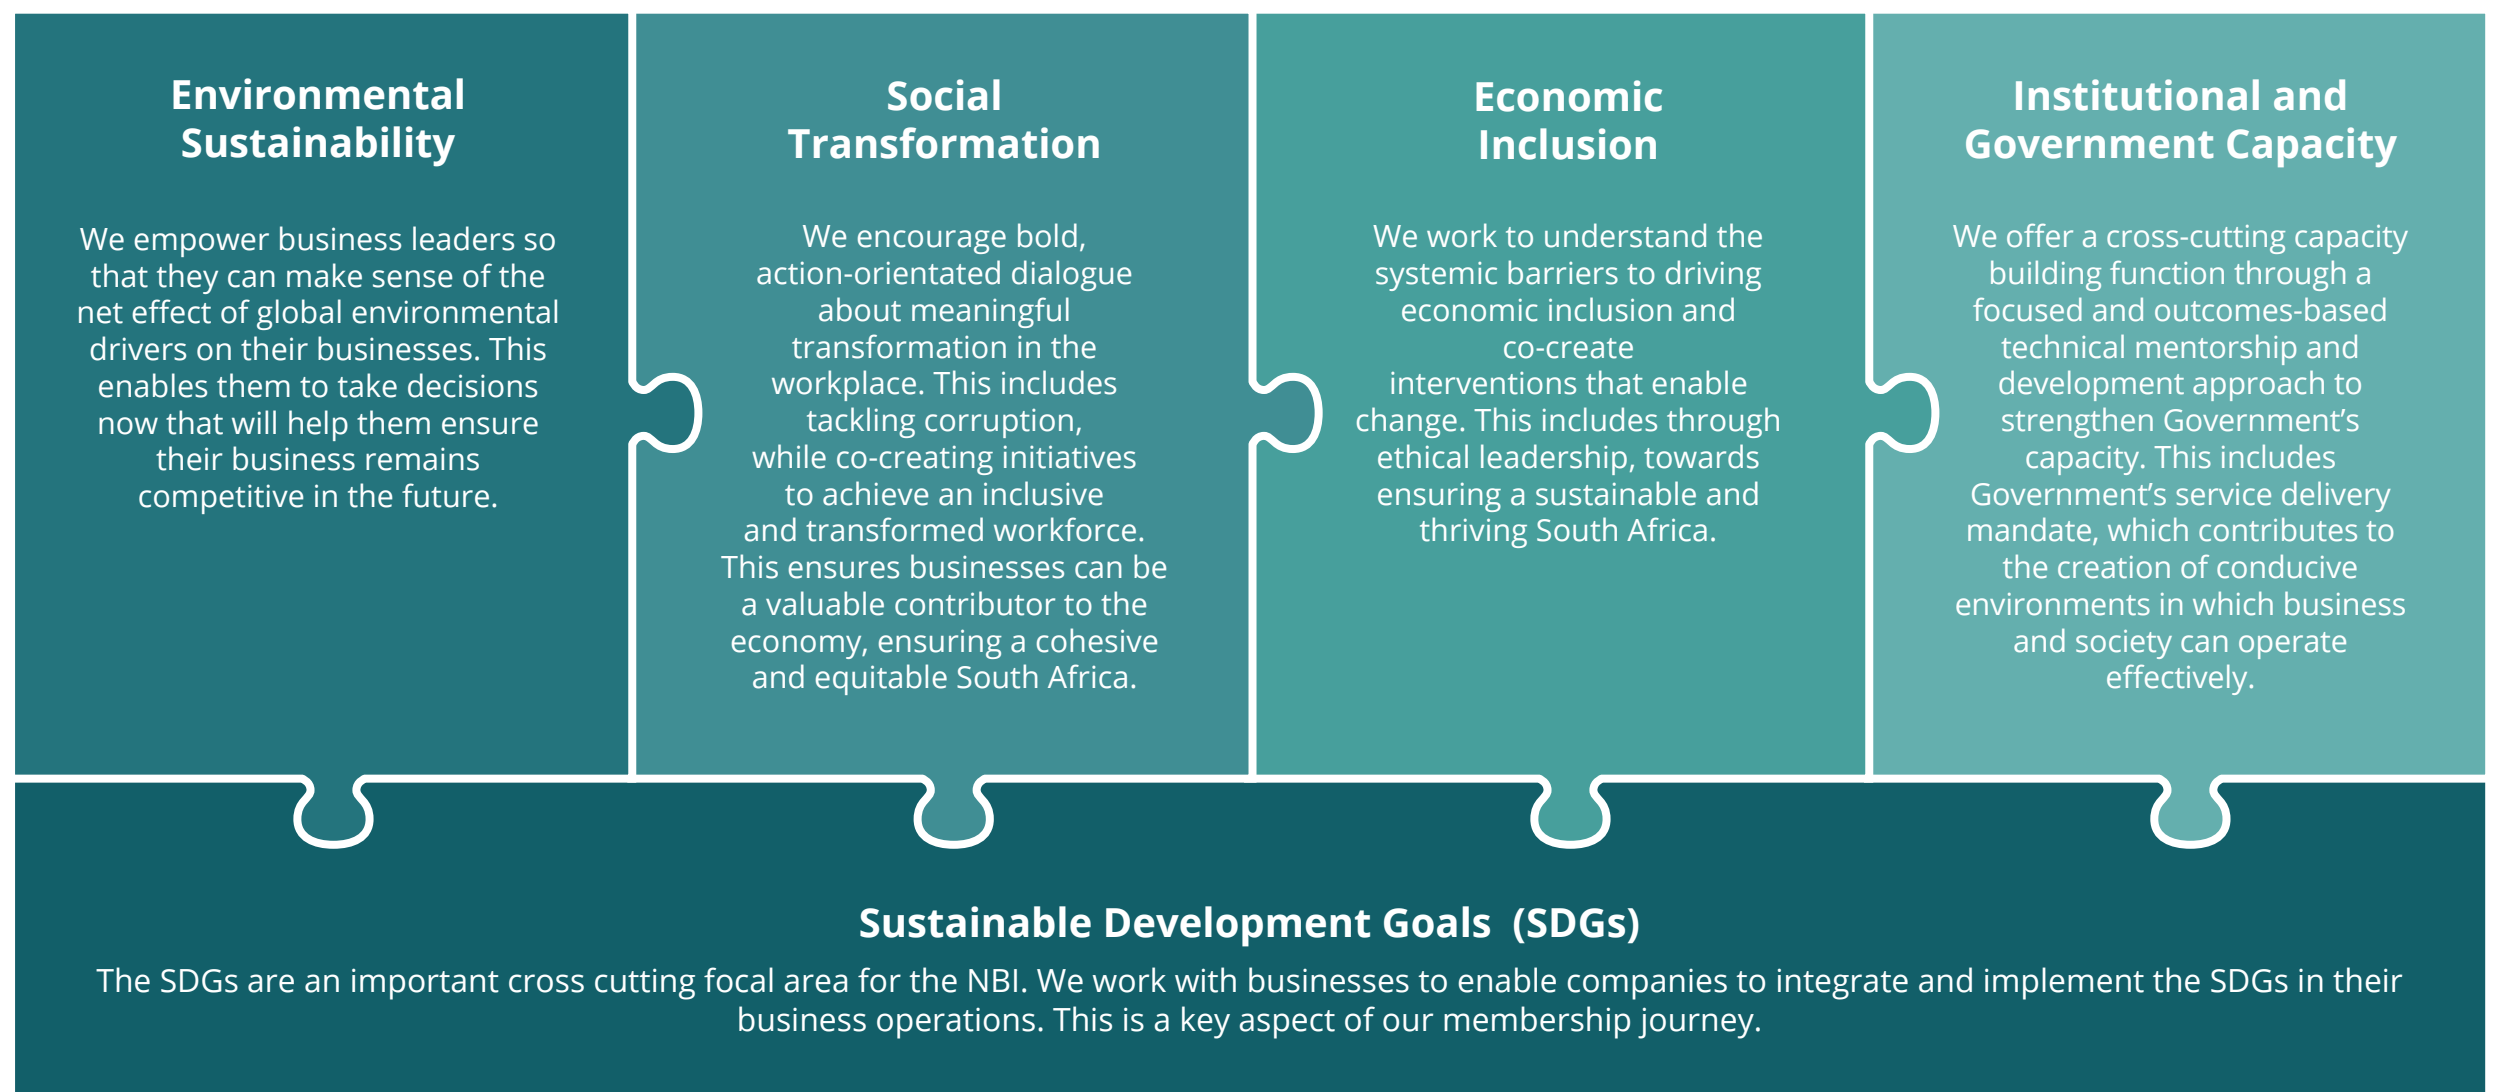 Environmental
Sustainability
We empower business leaders so
that they can make sense of the
net effect of global environmental
drivers on their businesses. This
enables them to take decisions
now that will help them ensure
their business remains
competitive in the future.
Social
Transformation
We encourage bold,
action-orientated dialogue
about meaningful
transformation in the
workplace. This includes
tackling corruption,
while co-creating initiatives
to achieve an inclusive
and transformed workforce.
This ensures businesses can be
a valuable contributor to the
economy, ensuring a cohesive
and equitable South Africa.
Economic
Inclusion
We work to understand the
systemic barriers to driving
economic inclusion and
co-create
interventions that enable
change. This includes through
ethical leadership, towards
ensuring a sustainable and
thriving South Africa.
Institutional and
Government Capacity
We offer a cross-cutting capacity
building function through a
focused and outcomes-based
technical mentorship and
development approach to
strengthen Government’s
capacity. This includes
Government’s service delivery
mandate, which contributes to
the creation of conducive
environments in which business
and society can operate
effectively.
Sustainable Development Goals  (SDGs)
The SDGs are an important cross cutting focal area for the NBI. We work with businesses to enable companies to integrate and implement the SDGs in their
business operations. This is a key aspect of our membership journey.